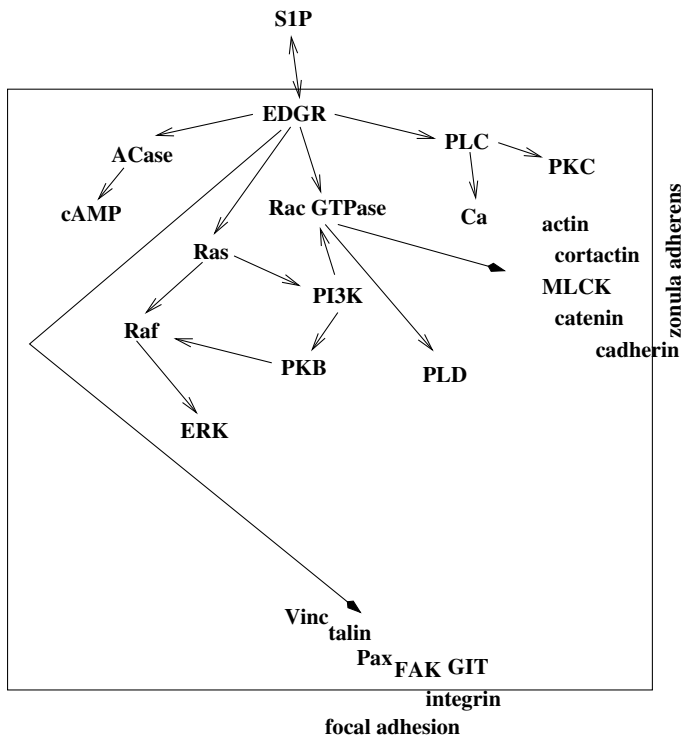 S1P
EDGR
PLC
ACase
PKC
cAMP
Rac GTPase
Ca
actin
Ras
cortactin
PI3K
MLCK
catenin
Raf
cadherin
zonula adherens
PKB
PLD
ERK
Vinc
talin
Pax
FAK GIT
integrin
focal adhesion